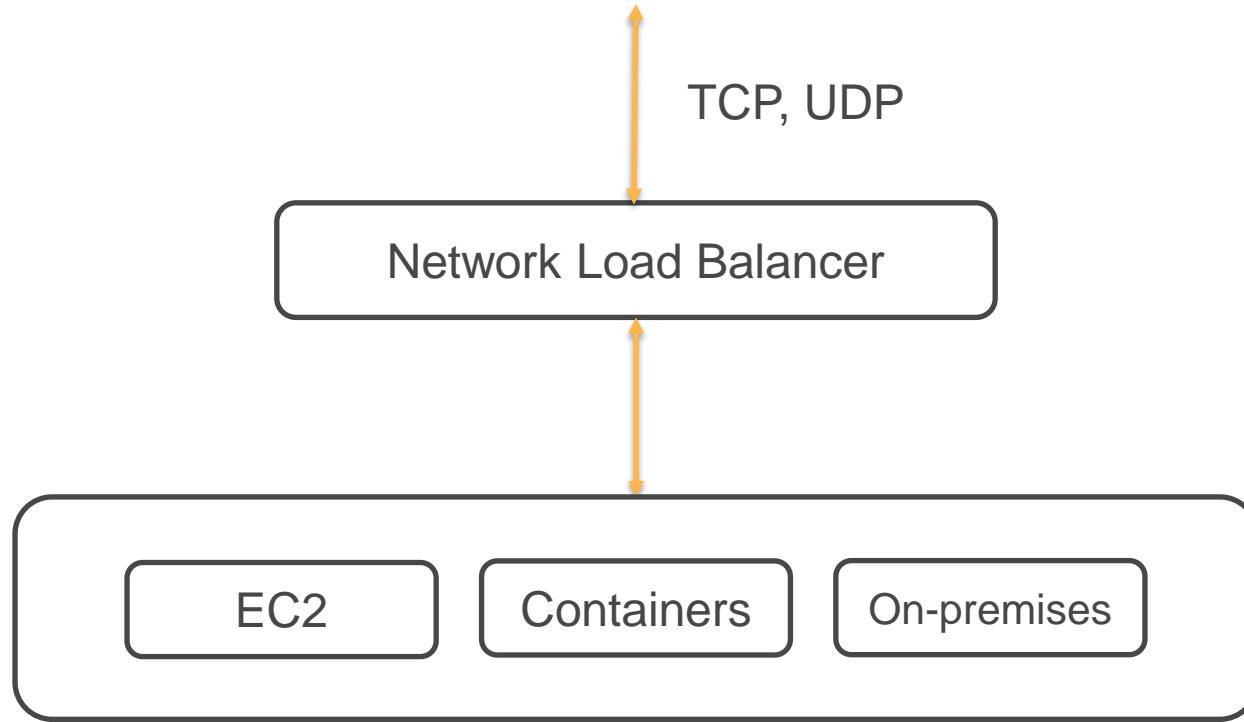 TCP, UDP
Network Load Balancer
EC2
Containers
On-premises